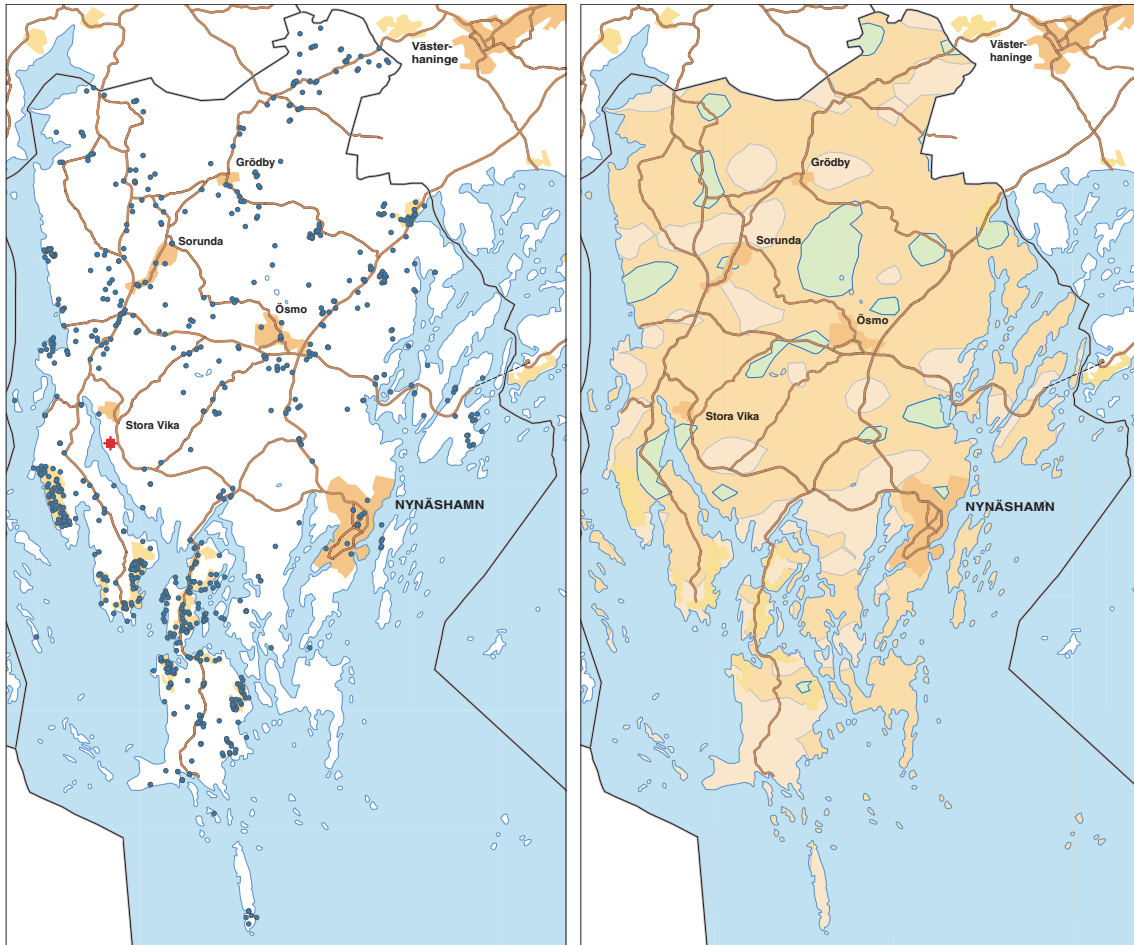 Väster-
haninge
Grödby
Sorunda
Ösmo
Stora Vika
NYNÄSHAMN
Väster-
haninge
Grödby
Sorunda
Ösmo
Stora Vika
NYNÄSHAMN